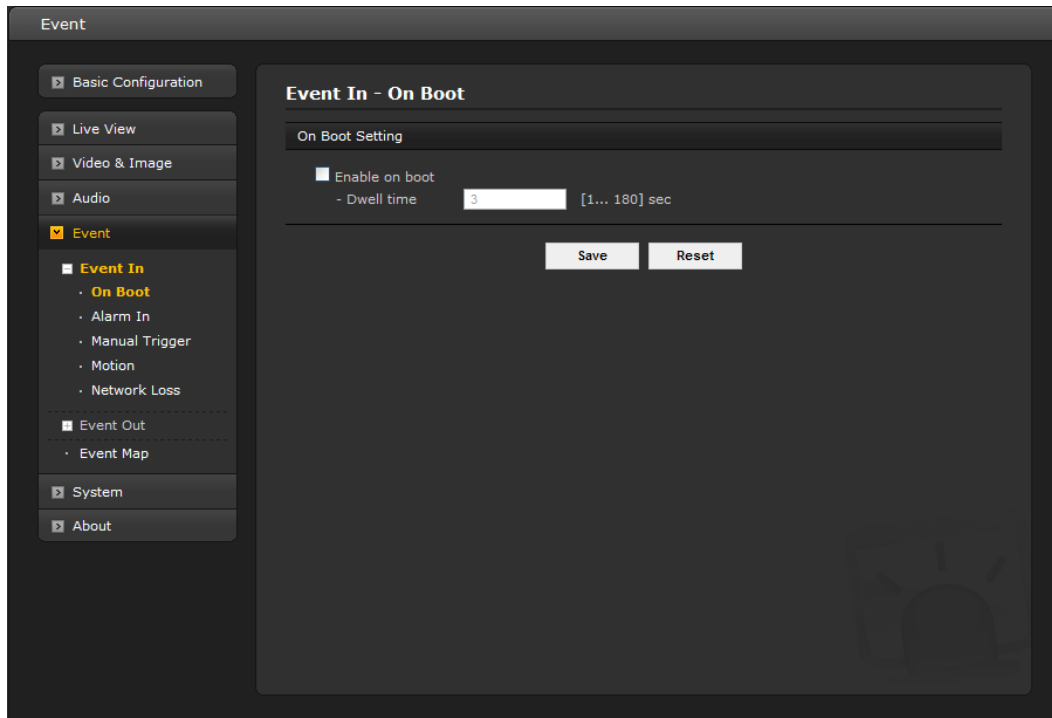 Event
Basic Configuration
Live View
Video & Image
Audio
Event
Event In
· On Boot
· Alarm In
· Manual Trigger
· Motion
· Network Loss
Event Out
· Event Map
System
About
Event In - On Boot
On Boot Setting
Enable on boot
- Dwell time 3 [1... 180] sec
Save Reset